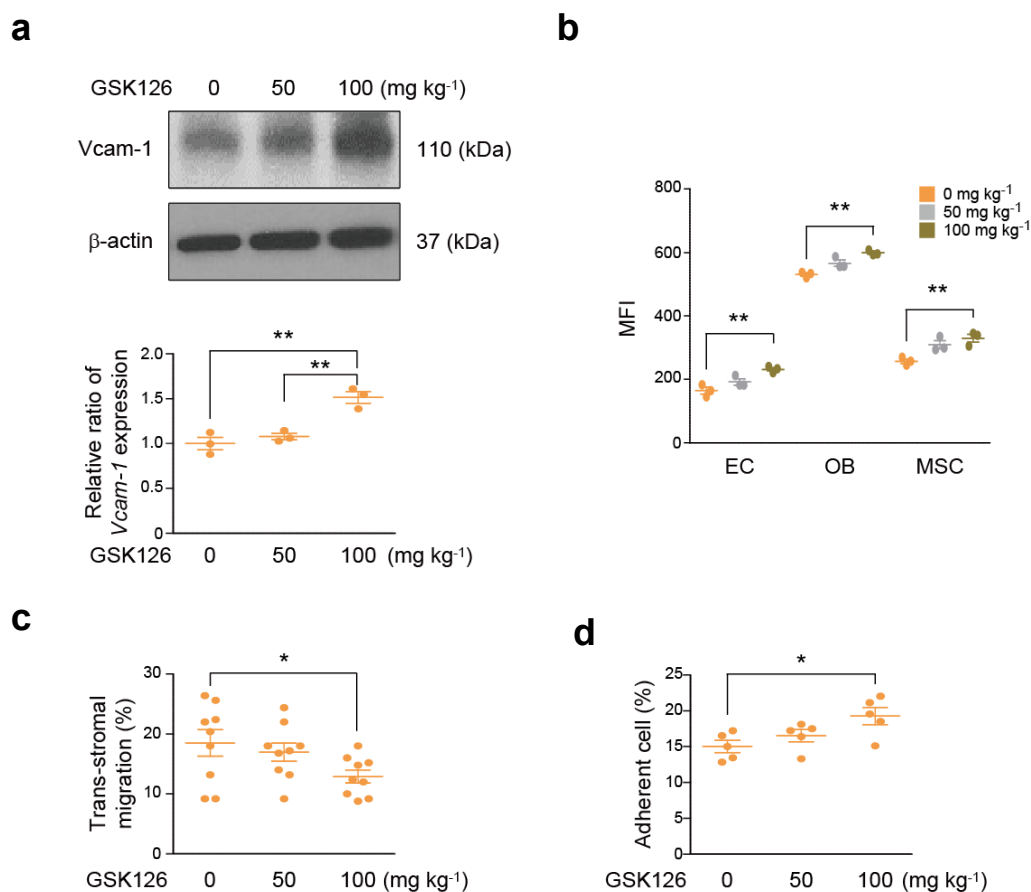 a
GSK126 0 50 100 (mg kg⁻¹)
Vcam-1 110 (kDa)
β-actin 37 (kDa)
**
**
2.0
1.5
1.0
0.5
0
Relative ratio of
Vcam-1 expression
GSK126 0 50 100 (mg kg⁻¹)
b
800
600
400
200
0
MFI
0 mg kg⁻¹
50 mg kg⁻¹
100 mg kg⁻¹
**
**
**
EC OB MSC
c
*
30
20
10
0
Trans-stromal
migration (%)
GSK126 0 50 100 (mg kg⁻¹)
d
*
25
20
15
10
5
0
Adherent cell (%)
GSK126 0 50 100 (mg kg⁻¹)